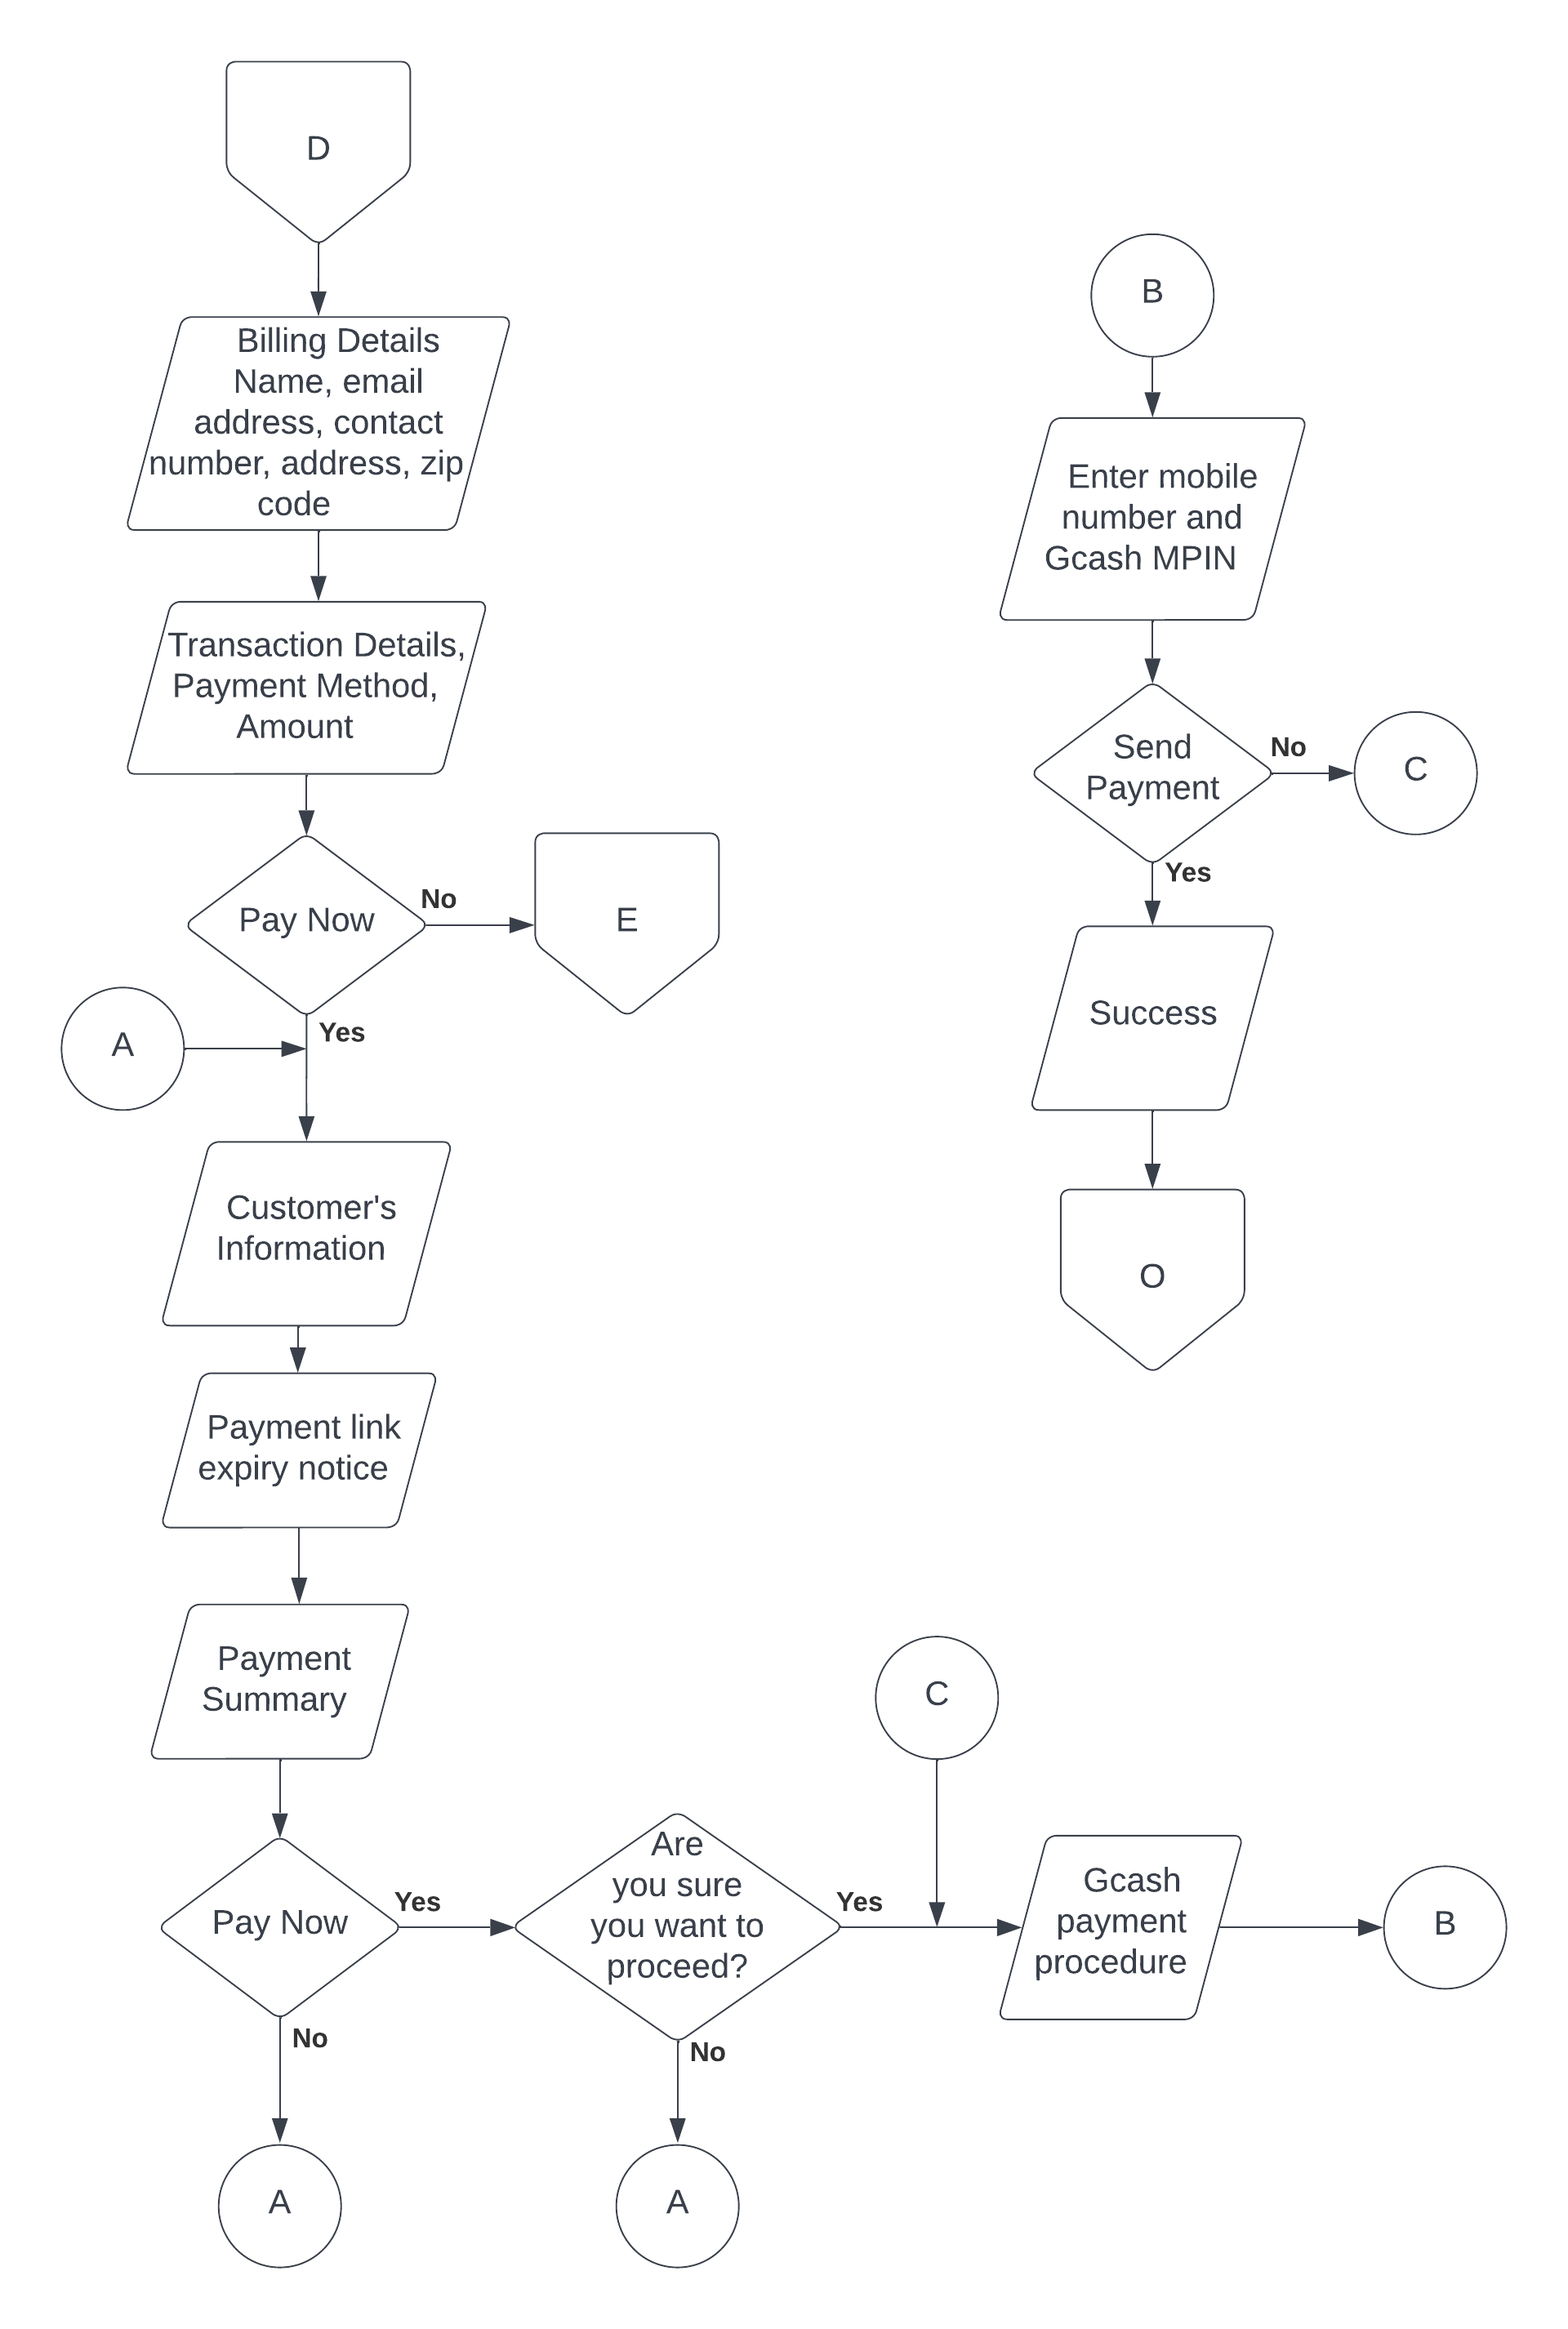 D
Billing Details
Name, email
address, contact
number, address, zip
code
Transaction Details,
Payment Method,
Amount
Pay Now
No
E
A
Yes
Customer's
Information
Payment link
expiry notice
Payment
Summary
Pay Now
Yes
No
A
Are
you sure
you want to
proceed?
Yes
No
A
C
Gcash
payment
procedure
B
B
Enter mobile
number and
Gcash MPIN
Send
Payment
No
C
Yes
Success
O